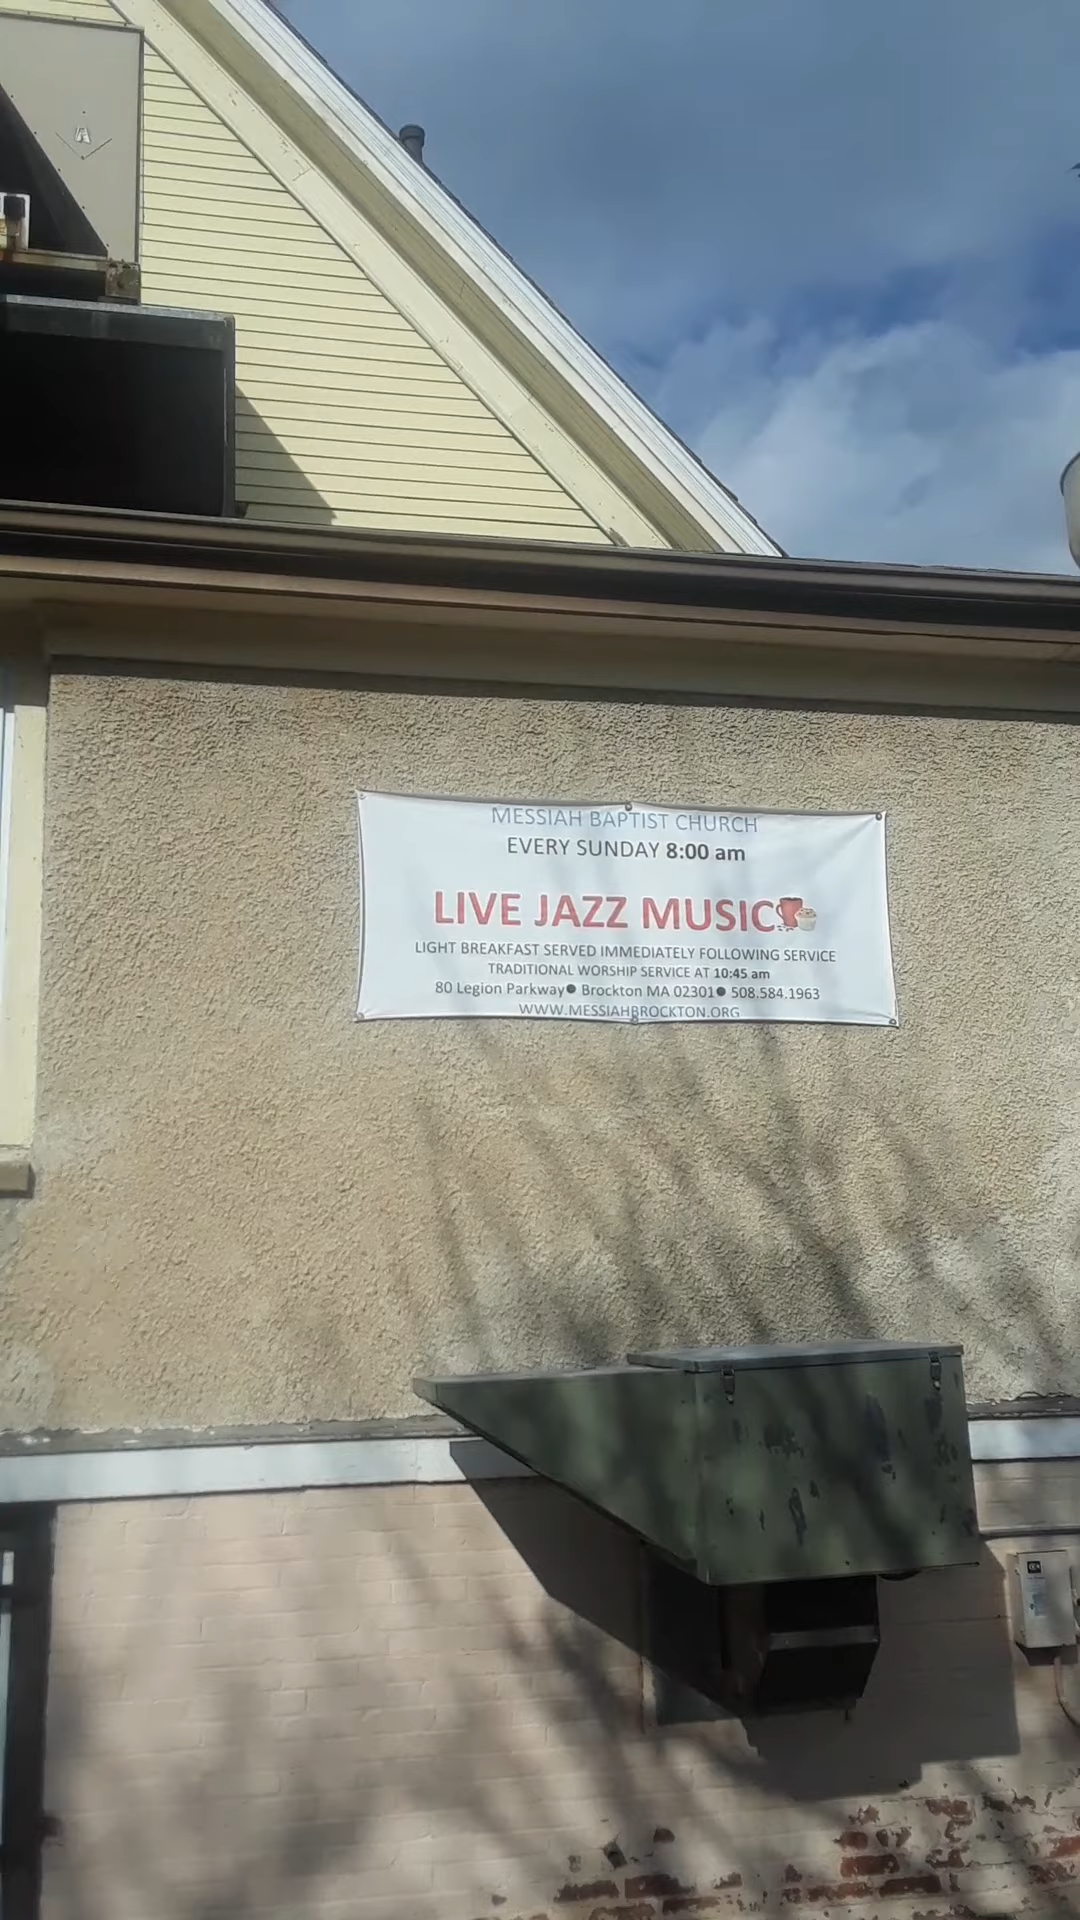 MESSIAH BAPTIST CHURCH
EVERY SUNDAY 8:00 am
LIVE JAZZ MUSIC
LIGHT BREAKFAST SERVED IMMEDIATELY FOLLOWING SERVICE
TRADITIONAL WORSHIP SERVICE AT 10:45 am
80 Legion Parkway● Brockton MA 02301● 508.584.1963
WWW.MESSIAHBROCKTON.ORG